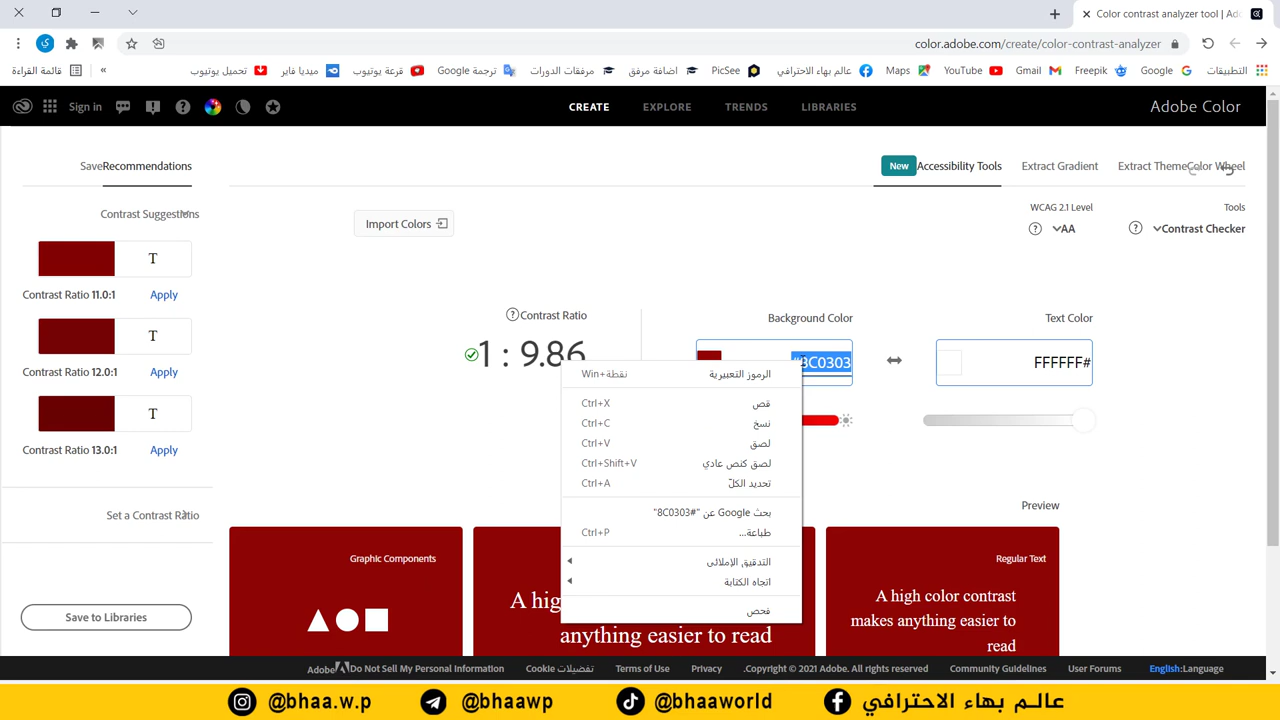 Color contrast analyzer tool | Ado
color.adobe.com/create/color-contrast-analyzer
ي
التطبيقات
Google
Freepik
Gmail
YouTube
Maps
عالم بهاء الاحترافي
PicSee
اضافة مرفق
مرفقات الدورات
ترجمة Google
قرعة يوتيوب
ميديا فاير
تحميل يوتيوب
»
قائمة القراءة
Sign in
CREATE
EXPLORE
TRENDS
LIBRARIES
Adobe Color
Save
Recommendations
New
Accessibility Tools
Extract Gradient
Extract Theme
Color Wheel
Contrast Suggestions
Import Colors
WCAG 2.1 Level
AA
Tools
Contrast Checker
T
Contrast Ratio 11.0:1
Apply
T
Contrast Ratio 12.0:1
Apply
T
Contrast Ratio 13.0:1
Apply
Contrast Ratio
1 : 9.86
Background Color
#8C0303
Text Color
FFFFFF#
الرموز التعبيرية
Win+نقطة
قص
Ctrl+X
نسخ
Ctrl+C
لصق
Ctrl+V
لصق كنص عادي
Ctrl+Shift+V
تحديد الكلّ
Ctrl+A
بحث Google عن "#8C0303"
طباعة...
Ctrl+P
التدقيق الإملائي
اتجاه الكتابة
فحص
Set a Contrast Ratio
Save to Libraries
Preview
Graphic Components
A hig
anything easier to read
Regular Text
A high color contrast
makes anything easier to
read
Adobe
Do Not Sell My Personal Information
تفضيلات Cookie
Terms of Use
Privacy
.Copyright © 2021 Adobe. All rights reserved
Community Guidelines
User Forums
English:Language
@bhaa.w.p
@bhaawp
@bhaaworld
عالم بهاء الاحترافي